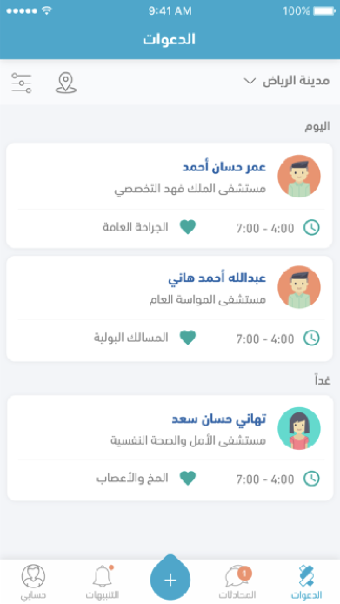 9:41 AM
100%
الدعوات
مدينة الرياض
اليوم
عمر حسان أحمد
مستشفى الملك فهد التخصصي
7:00 - 4:00
الجراحة العامة
عبدالله أحمد هاني
مستشفى المواسة العام
7:00 - 4:00
المسالك البولية
غداً
تهاني حسان سعد
مستشفى الأمل والصحة النفسية
7:00 - 4:00
المخ والأعصاب
1
الدعوات
المحادثات
التنبيهات
حسابي